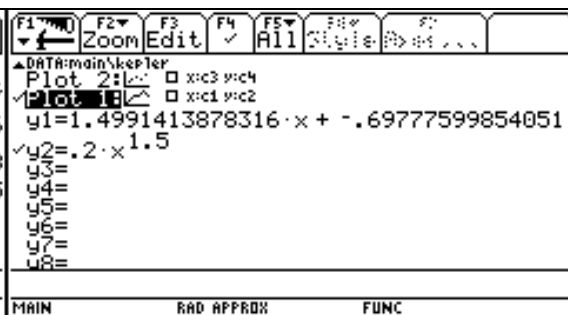 F1 F2 F3 F4 F5
Zoom Edit ✓ All Style
▲DATA:main\kepler
Plot 2: x:c3 y:c4
✓Plot 1: x:c1 y:c2
y1=1.4991413878316·x + -.69777599854051
✓y2=.2·x^1.5
y3=
y4=
y5=
y6=
y7=
y8=
MAIN RAD APPROX FUNC